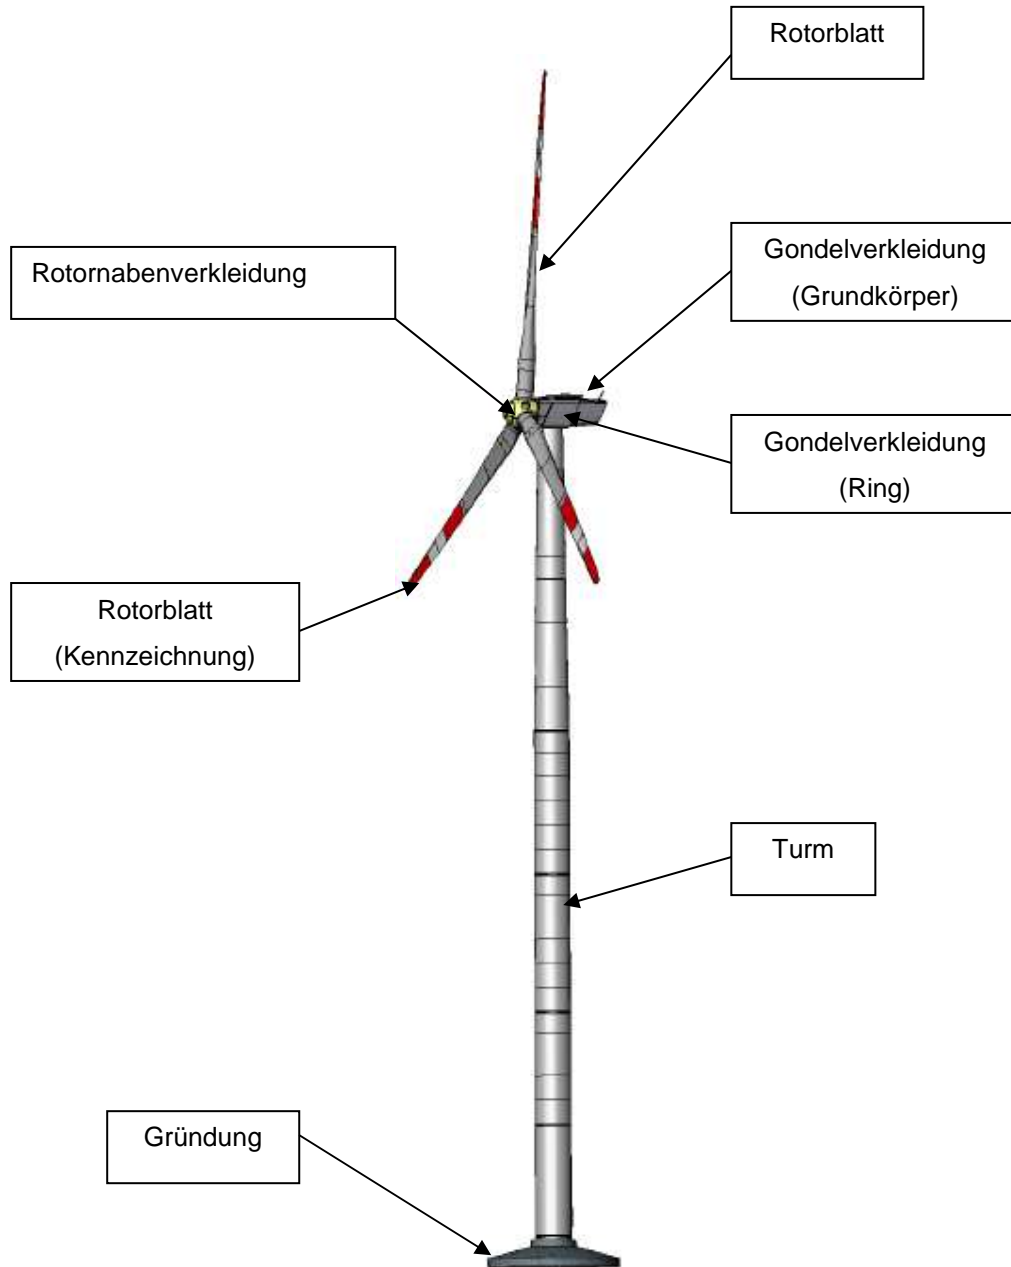 Rotorblatt
Rotornabenverkleidung
Gondelverkleidung
(Grundkörper)
Gondelverkleidung
(Ring)
Rotorblatt
(Kennzeichnung)
Turm
Gründung